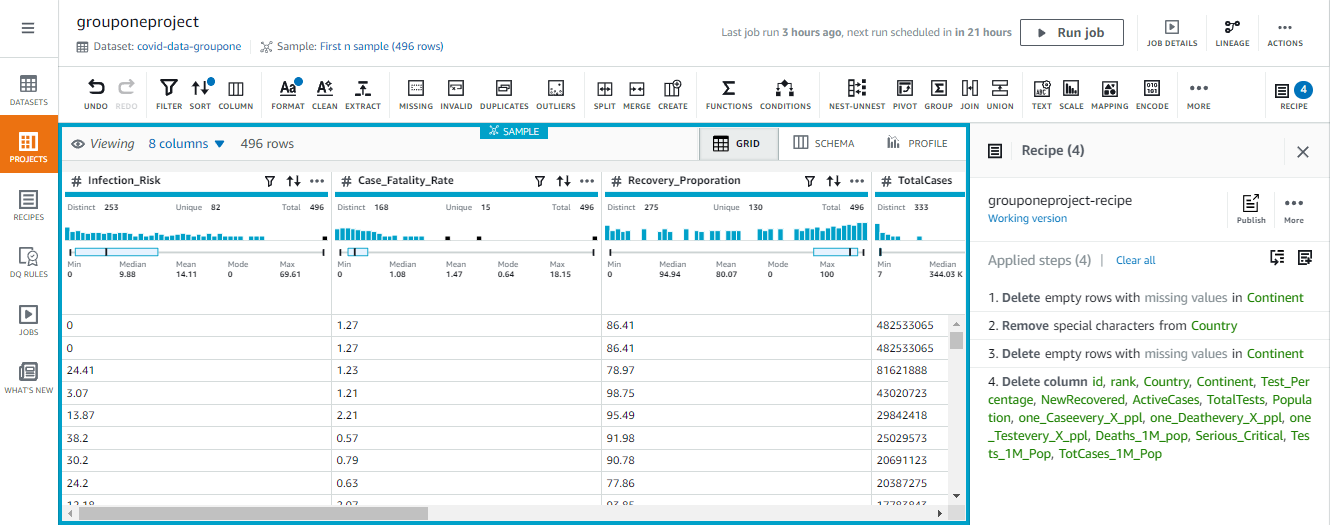 grouponeproject
Dataset: covid-data-groupone
Sample: First n sample (496 rows)
Last job run 3 hours ago, next run scheduled in in 21 hours
Run job
JOB DETAILS
LINEAGE
ACTIONS
DATASETS
PROJECTS
RECIPES
DQ RULES
JOBS
WHAT'S NEW
UNDO REDO FILTER SORT COLUMN FORMAT CLEAN EXTRACT MISSING INVALID DUPLICATES OUTLIERS SPLIT MERGE CREATE FUNCTIONS CONDITIONS NEST-UNNEST PIVOT GROUP JOIN UNION TEXT SCALE MAPPING ENCODE MORE RECIPE 4
SAMPLE
Viewing 8 columns 496 rows
GRID SCHEMA PROFILE
# Infection_Risk # Case_Fatality_Rate # Recovery_Proporation # TotalCases
Distinct 253 Unique 82 Total 496 Distinct 168 Unique 15 Total 496 Distinct 275 Unique 130 Total 496 Distinct 333
Min Median Mean Mode Max Min Median Mean Mode Max Min Median Mean Mode Max Min Median
0 9.88 14.11 0 69.61 0 1.08 1.47 0.64 18.15 0 94.94 80.07 0 100 7 344.03 K
0 1.27 86.41 482533065
0 1.27 86.41 482533065
24.41 1.23 78.97 81621888
3.07 1.21 98.75 43020723
13.87 2.21 95.49 29842418
38.2 0.57 91.98 25029573
30.2 0.79 90.78 20691123
24.2 0.63 77.86 20387275
12.18 2.07 93.85 17783843
Recipe (4)
grouponeproject-recipe
Working version
Publish
More
Applied steps (4) | Clear all
1. Delete empty rows with missing values in Continent
2. Remove special characters from Country
3. Delete empty rows with missing values in Continent
4. Delete column id, rank, Country, Continent, Test_Per
centage, NewRecovered, ActiveCases, TotalTests, Popula
tion, one_Caseevery_X_ppl, one_Deathevery_X_ppl, one
_Testevery_X_ppl, Deaths_1M_pop, Serious_Critical, Tes
ts_1M_Pop, TotCases_1M_Pop